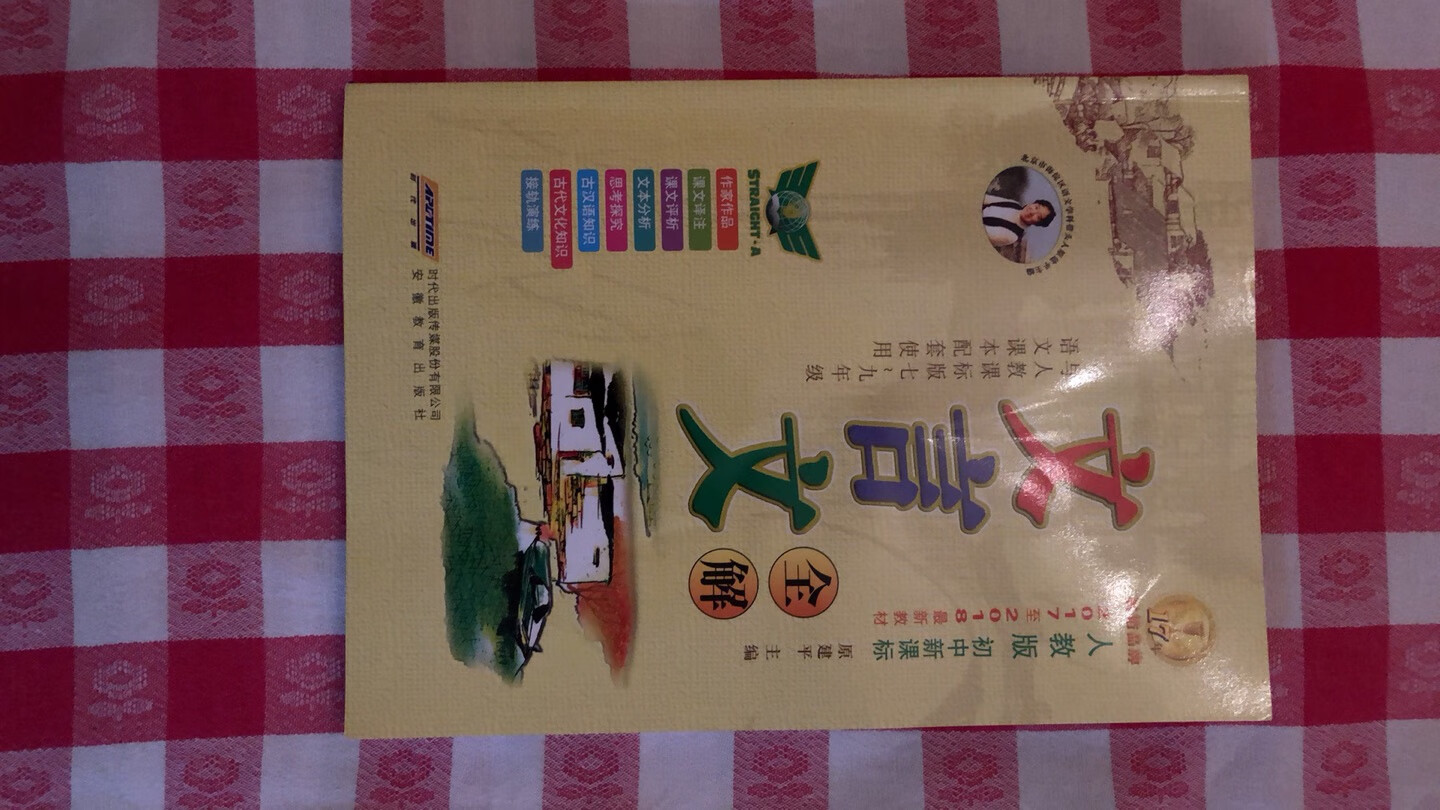 17年
人教版初中新课标
2017至2018最新教材
文言文
全解
原建平 主编
与人教课标版七~九年级
语文课本配套使用
STRAIGHT·A
作家作品
课文译注
课文评析
文本分析
思考探究
古汉语知识
古代文化知识
接轨演练
APUTIME
时代出版传媒股份有限公司
安徽教育出版社